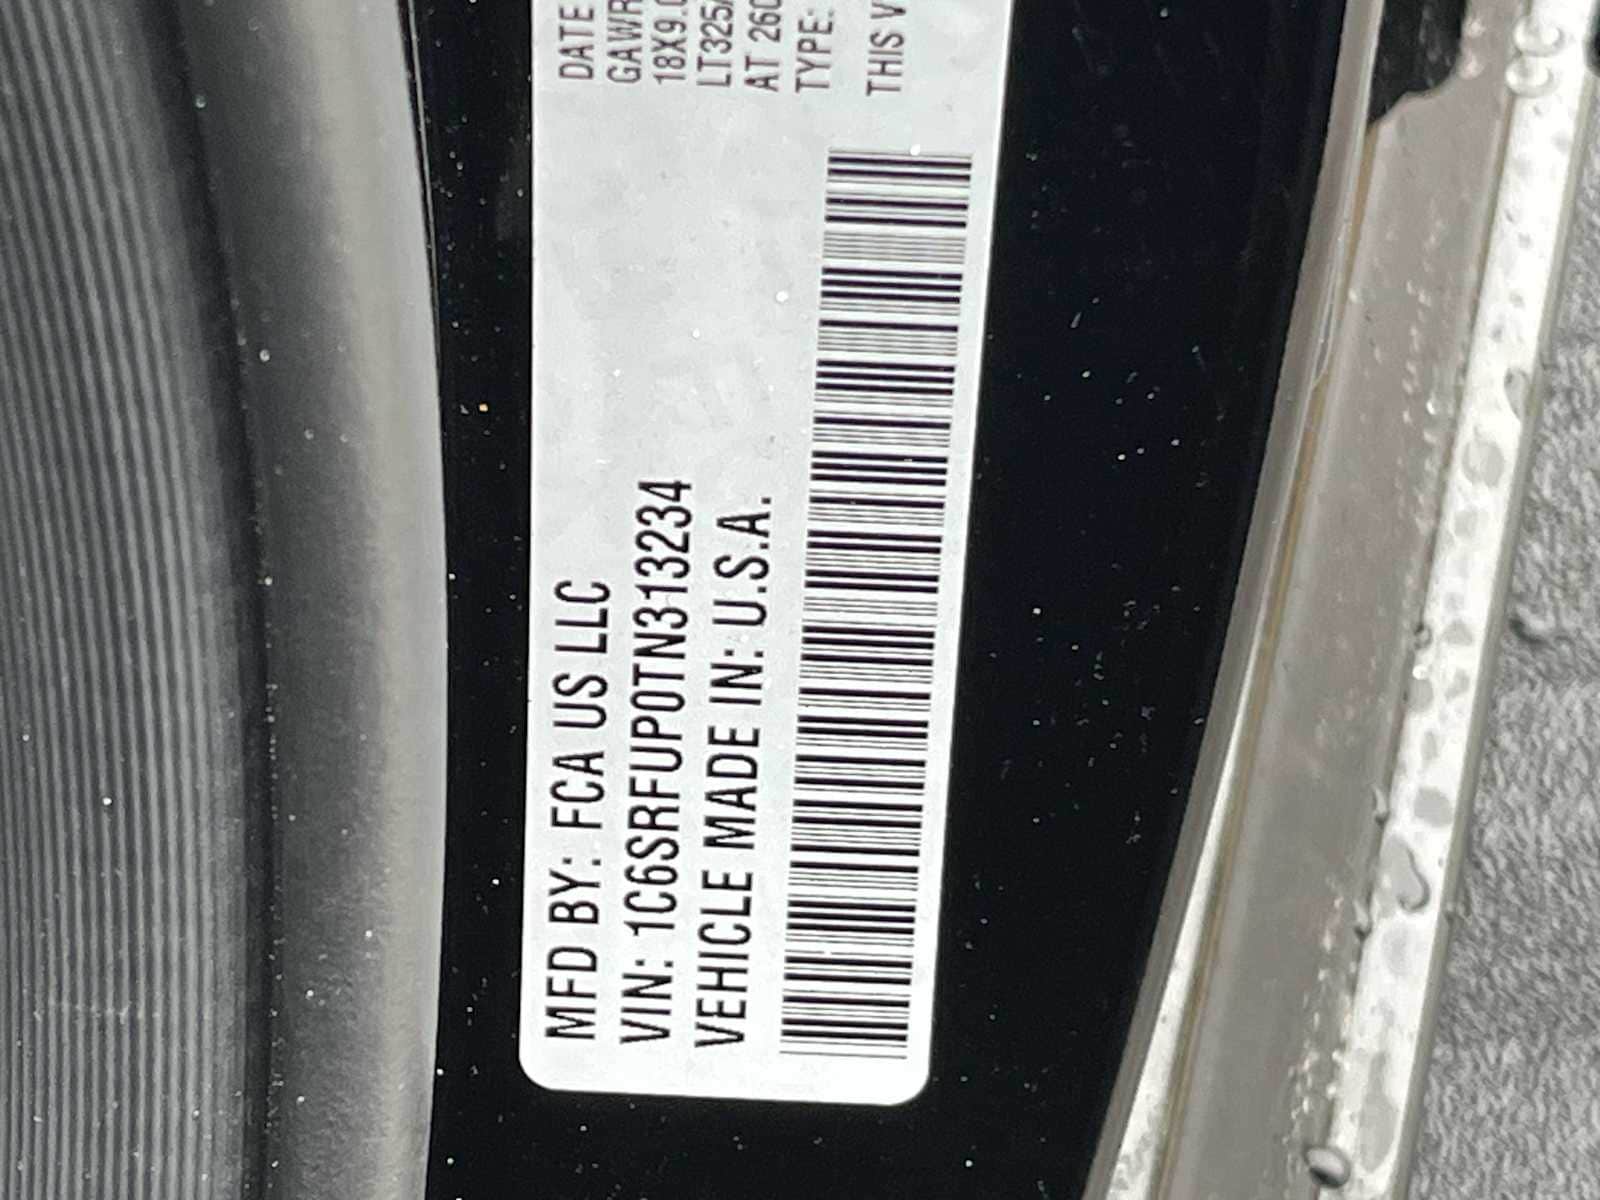 MFD BY: FCA US LLC
VIN: 1C6SRFUP0TN313234
VEHICLE MADE IN: U.S.A.
DATE
GAWR
18X9.0
LT325/
AT 260
TYPE:
THIS V